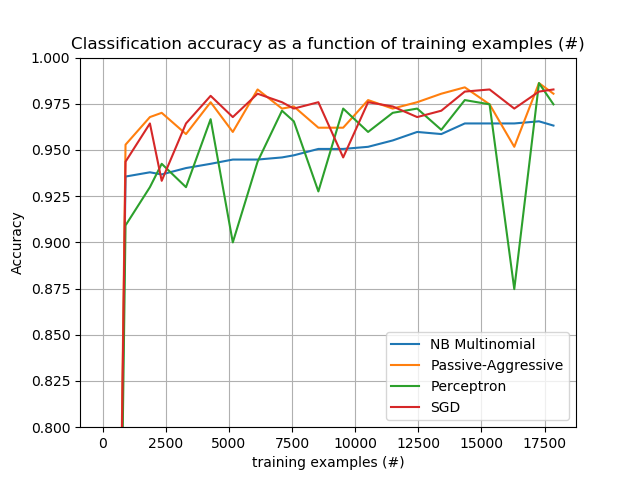 Classification accuracy as a function of training examples (#)
1.000
0.975
0.950
0.925
0.900
0.875
0.850
0.825
0.800
Accuracy
NB Multinomial
Passive-Aggressive
Perceptron
SGD
0 2500 5000 7500 10000 12500 15000 17500
training examples (#)